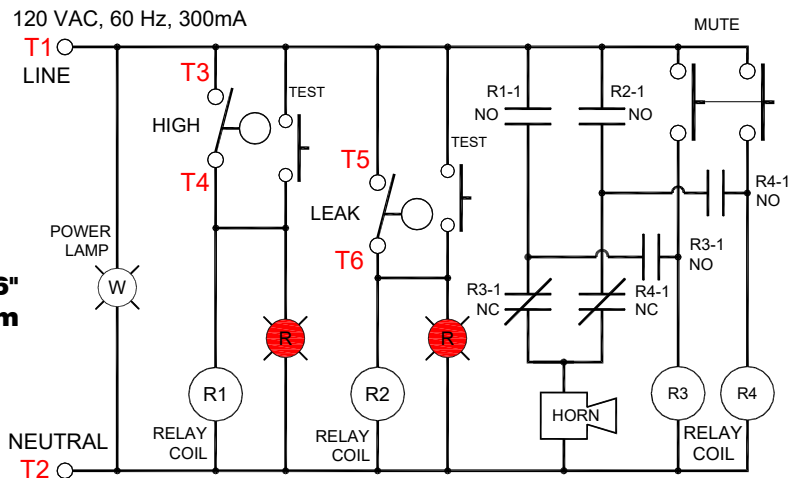 120 VAC, 60 Hz, 300mA
T1
LINE
MUTE
T3
TEST
HIGH
T4
R1-1
NO
R2-1
NO
T5
TEST
LEAK
T6
R4-1
NO
R3-1
NO
POWER
LAMP
W
6"
m
R3-1
NC
R4-1
NC
R
R
R1
RELAY
COIL
R2
RELAY
COIL
HORN
R3
R4
RELAY
COIL
NEUTRAL
T2